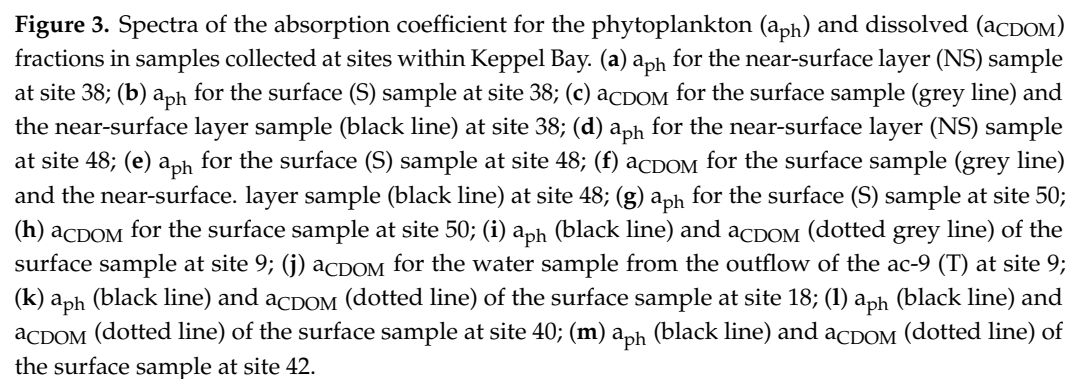 Figure 3. Spectra of the absorption coefficient for the phytoplankton (aph) and dissolved (aCDOM)
fractions in samples collected at sites within Keppel Bay. (a) aph for the near-surface layer (NS) sample
at site 38; (b) aph for the surface (S) sample at site 38; (c) aCDOM for the surface sample (grey line) and
the near-surface layer sample (black line) at site 38; (d) aph for the near-surface layer (NS) sample
at site 48; (e) aph for the surface (S) sample at site 48; (f) aCDOM for the surface sample (grey line)
and the near-surface. layer sample (black line) at site 48; (g) aph for the surface (S) sample at site 50;
(h) aCDOM for the surface sample at site 50; (i) aph (black line) and aCDOM (dotted grey line) of the
surface sample at site 9; (j) aCDOM for the water sample from the outflow of the ac-9 (T) at site 9;
(k) aph (black line) and aCDOM (dotted line) of the surface sample at site 18; (l) aph (black line) and
aCDOM (dotted line) of the surface sample at site 40; (m) aph (black line) and aCDOM (dotted line) of
the surface sample at site 42.